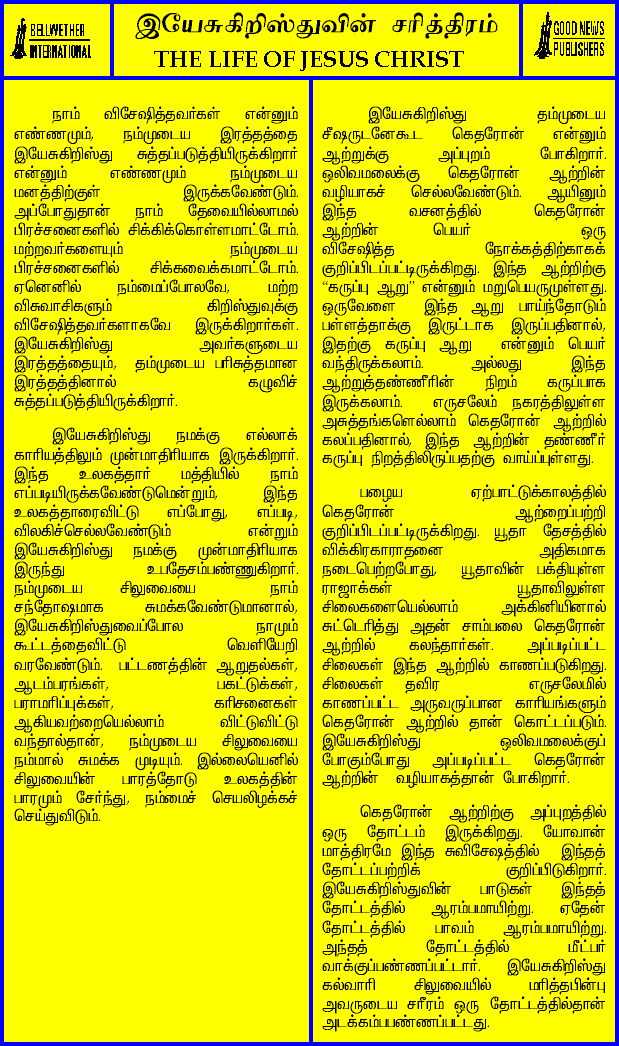 BELLWETHER
INTERNATIONAL
இயேசுகிறிஸ்துவின் சரித்திரம்
THE LIFE OF JESUS CHRIST
GOOD NEWS
PUBLISHERS
நாம் விசேஷித்தவர்கள் என்னும்
எண்ணமும், நம்முடைய இரத்தத்தை
இயேசுகிறிஸ்து சுத்தப்படுத்தியிருக்கிறார்
என்னும் எண்ணமும் நம்முடைய
மனத்திற்குள் இருக்கவேண்டும்.
அப்போதுதான் நாம் தேவையில்லாமல்
பிரச்சனைகளில் சிக்கிக்கொள்ளமாட்டோம்.
மற்றவர்களையும் நம்முடைய
பிரச்சனைகளில் சிக்கவைக்கமாட்டோம்.
ஏனெனில் நம்மைப்போலவே, மற்ற
விசுவாசிகளும் கிறிஸ்துவுக்கு
விசேஷித்தவர்களாகவே இருக்கிறார்கள்.
இயேசுகிறிஸ்து அவர்களுடைய
இரத்தத்தையும், தம்முடைய பரிசுத்தமான
இரத்தத்தினால் கழுவிச்
சுத்தப்படுத்தியிருக்கிறார்.
இயேசுகிறிஸ்து நமக்கு எல்லாக்
காரியத்திலும் முன்மாதிரியாக இருக்கிறார்.
இந்த உலகத்தார் மத்தியில் நாம்
எப்படியிருக்கவேண்டுமென்றும், இந்த
உலகத்தாரைவிட்டு எப்போது, எப்படி,
விலகிச்செல்லவேண்டும் என்றும்
இயேசுகிறிஸ்து நமக்கு முன்மாதிரியாக
இருந்து உபதேசம்பண்ணுகிறார்.
நம்முடைய சிலுவையை நாம்
சந்தோஷமாக சுமக்கவேண்டுமானால்,
இயேசுகிறிஸ்துவைப்போல நாமும்
கூட்டத்தைவிட்டு வெளியேறி
வரவேண்டும். பட்டணத்தின் ஆறுதல்கள்,
ஆடம்பரங்கள், பகட்டுக்கள்,
பராமரிப்புக்கள், கரிசனைகள்
ஆகியவற்றையெல்லாம் விட்டுவிட்டு
வந்தால்தான், நம்முடைய சிலுவையை
நம்மால் சுமக்க முடியும். இல்லையெனில்
சிலுவையின் பாரத்தோடு உலகத்தின்
பாரமும் சேர்ந்து, நம்மைச் செயலிழக்கச்
செய்துவிடும்.
இயேசுகிறிஸ்து தம்முடைய
சீஷருடனேகூட கெதரோன் என்னும்
ஆற்றுக்கு அப்புறம் போகிறார்.
ஒலிவமலைக்கு கெதரோன் ஆற்றின்
வழியாகச் செல்லவேண்டும். ஆயினும்
இந்த வசனத்தில் கெதரோன்
ஆற்றின் பெயர் ஒரு
விசேஷித்த நோக்கத்திற்காகக்
குறிப்பிடப்பட்டிருக்கிறது. இந்த ஆற்றிற்கு
“கருப்பு ஆறு” என்னும் மறுபெயருமுள்ளது.
ஒருவேளை இந்த ஆறு பாய்ந்தோடும்
பள்ளத்தாக்கு இருட்டாக இருப்பதினால்,
இதற்கு கருப்பு ஆறு என்னும் பெயர்
வந்திருக்கலாம். அல்லது இந்த
ஆற்றுத்தண்ணீரின் நிறம் கருப்பாக
இருக்கலாம். எருசலேம் நகரத்திலுள்ள
அசுத்தங்களெல்லாம் கெதரோன் ஆற்றில்
கலப்பதினால், இந்த ஆற்றின் தண்ணீர்
கருப்பு நிறத்திலிருப்பதற்கு வாய்ப்புள்ளது.
பழைய ஏற்பாட்டுக்காலத்தில்
கெதரோன் ஆற்றைப்பற்றி
குறிப்பிடப்பட்டிருக்கிறது. யூதா தேசத்தில்
விக்கிரகாராதனை அதிகமாக
நடைபெற்றபோது, யூதாவின் பக்தியுள்ள
ராஜாக்கள் யூதாவிலுள்ள
சிலைகளையெல்லாம் அக்கினியினால்
சுட்டெரித்து அதன் சாம்பலை கெதரோன்
ஆற்றில் கலந்தார்கள். அப்படிப்பட்ட
சிலைகள் இந்த ஆற்றில் காணப்படுகிறது.
சிலைகள் தவிர எருசலேமில்
காணப்பட்ட அருவருப்பான காரியங்களும்
கெதரோன் ஆற்றில் தான் கொட்டப்படும்.
இயேசுகிறிஸ்து ஒலிவமலைக்குப்
போகும்போது அப்படிப்பட்ட கெதரோன்
ஆற்றின் வழியாகத்தான் போகிறார்.
கெதரோன் ஆற்றிற்கு அப்புறத்தில்
ஒரு தோட்டம் இருக்கிறது. யோவான்
மாத்திரமே இந்த சுவிசேஷத்தில் இந்தத்
தோட்டப்பற்றிக் குறிப்பிடுகிறார்.
இயேசுகிறிஸ்துவின் பாடுகள் இந்தத்
தோட்டத்தில் ஆரம்பமாயிற்று. ஏதேன்
தோட்டத்தில் பாவம் ஆரம்பமாயிற்று.
அந்தத் தோட்டத்தில் மீட்பர்
வாக்குப்பண்ணப்பட்டார். இயேசுகிறிஸ்து
கல்வாரி சிலுவையில் மரித்தபின்பு
அவருடைய சரீரம் ஒரு தோட்டத்தில்தான்
அடக்கம்பபண்ணப்பட்டது.